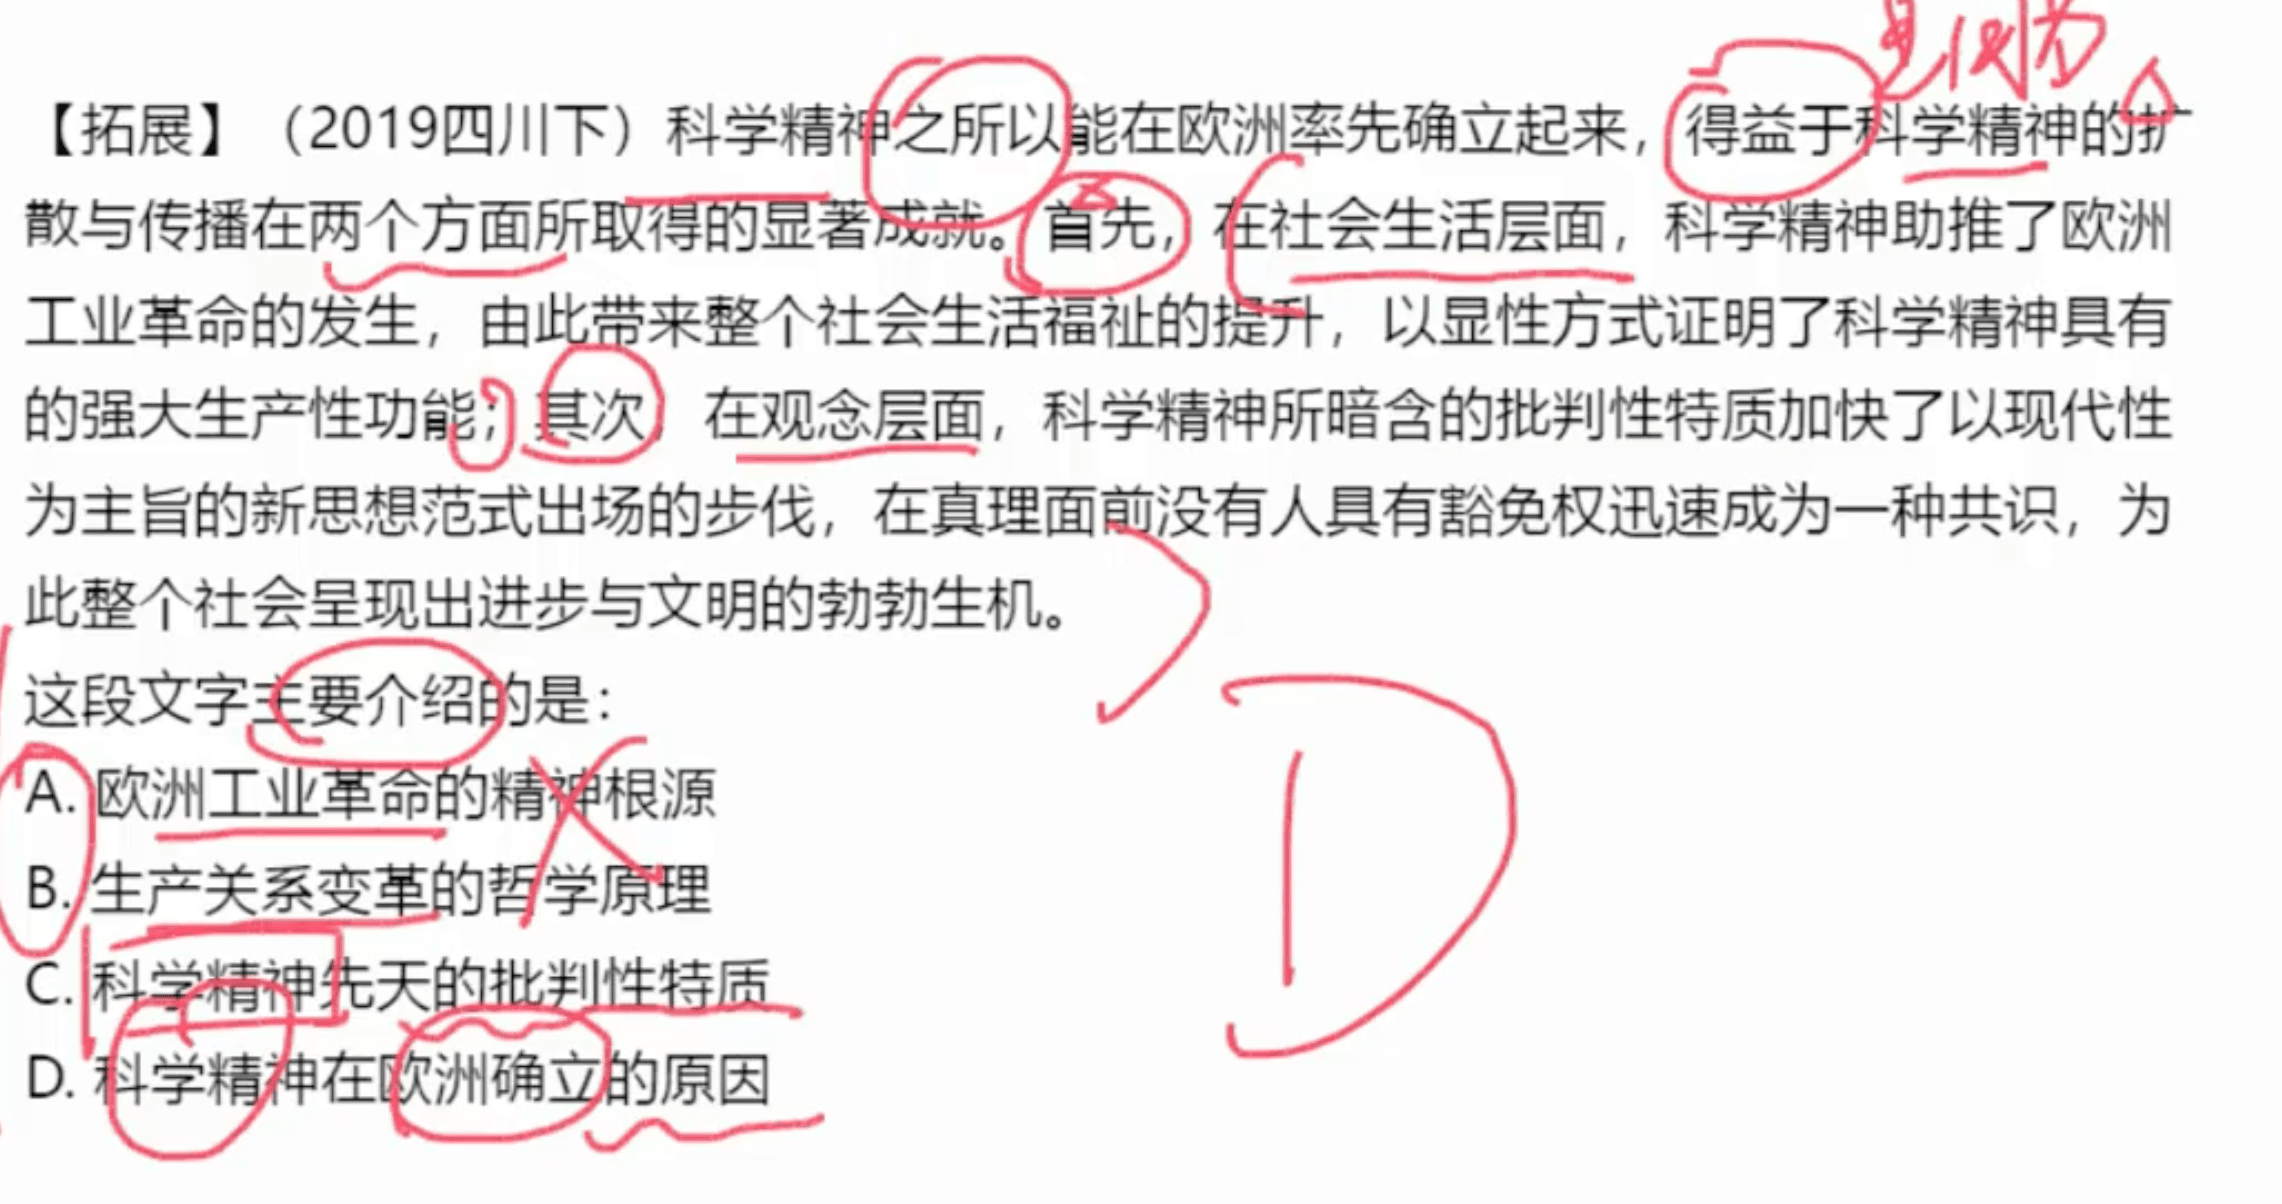 【拓展】（2019四川下）科学精神之所以能在欧洲率先确立起来，得益于科学精神的扩
散与传播在两个方面所取得的显著成就。首先，在社会生活层面，科学精神助推了欧洲
工业革命的发生，由此带来整个社会生活福祉的提升，以显性方式证明了科学精神具有
的强大生产性功能；其次，在观念层面，科学精神所暗含的批判性特质加快了以现代性
为主旨的新思想范式出场的步伐，在真理面前没有人具有豁免权迅速成为一种共识，为
此整个社会呈现出进步与文明的勃勃生机。
这段文字主要介绍的是：
A. 欧洲工业革命的精神根源
B. 生产关系变革的哲学原理
C. 科学精神先天的批判性特质
D. 科学精神在欧洲确立的原因
D